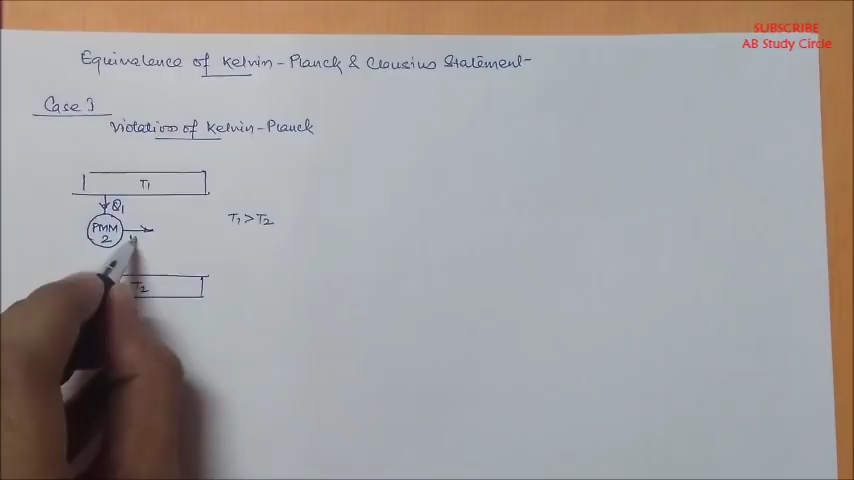 SUBSCRIBE
AB Study Circle
Equivalence of Kelvin-Planck & Clausius Statement-
Case I
Violation of Kelvin-Planck
T1
Q1
PMM
2
T1 > T2
T2